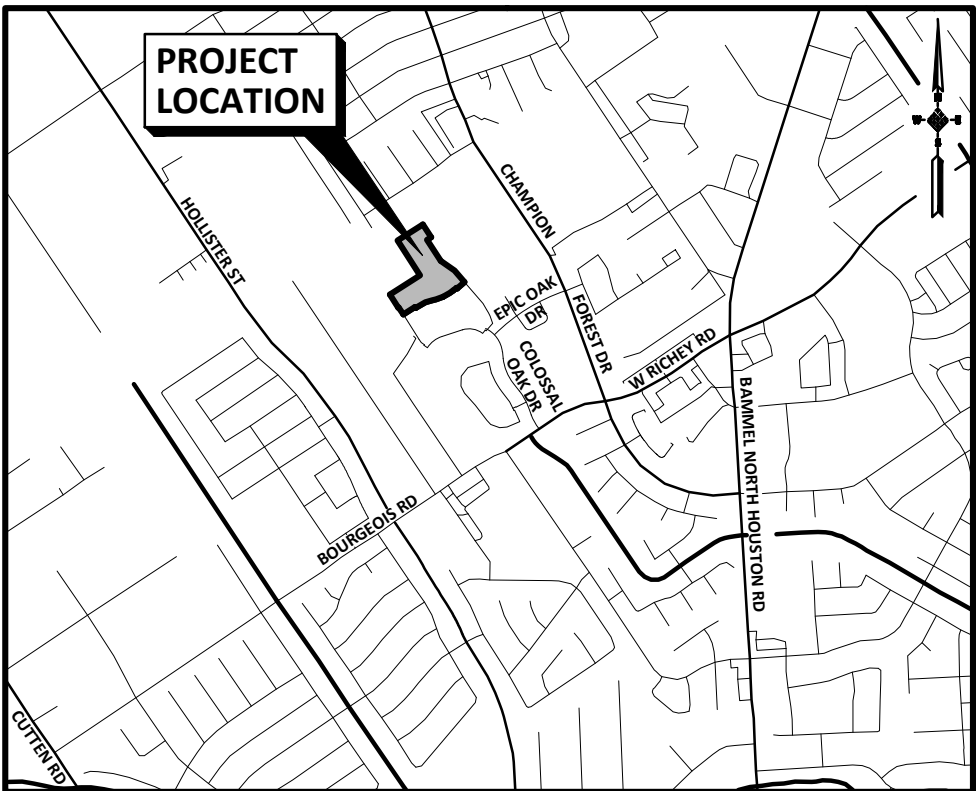 PROJECT
LOCATION
N
W
E
S
HOLLISTER ST
CHAMPION
FOREST DR
EPIC OAK
DR
COLOSSAL
OAK DR
W RICHEY RD
BAMMEL NORTH HOUSTON RD
BOURGEOIS RD
CUTTEN RD